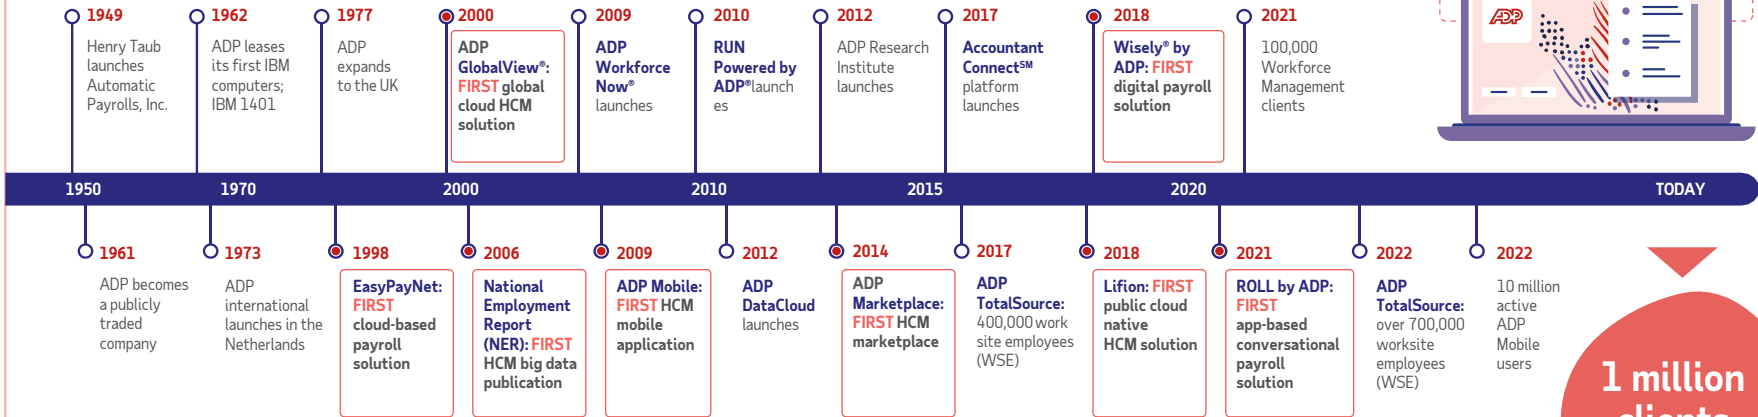 1949
Henry Taub
launches
Automatic
Payrolls, Inc.
1962
ADP leases
its first IBM
computers;
IBM 1401
1977
ADP
expands
to the UK
2000
ADP
GlobalView®:
FIRST global
cloud HCM
solution
2009
ADP
Workforce
Now®
launches
2010
RUN
Powered by
ADP®launch
es
2012
ADP Research
Institute
launches
2017
Accountant
Connect℠
platform
launches
2018
Wisely® by
ADP: FIRST
digital payroll
solution
2021
100,000
Workforce
Management
clients
ADP
1950 1970 2000 2010 2015 2020 TODAY
1961
ADP becomes
a publicly
traded
company
1973
ADP
international
launches in the
Netherlands
1998
EasyPayNet:
FIRST
cloud-based
payroll
solution
2006
National
Employment
Report
(NER): FIRST
HCM big data
publication
2009
ADP Mobile:
FIRST HCM
mobile
application
2012
ADP
DataCloud
launches
2014
ADP
Marketplace:
FIRST HCM
marketplace
2017
ADP
TotalSource:
400,000 work
site employees
(WSE)
2018
Lifion: FIRST
public cloud
native
HCM solution
2021
ROLL by ADP:
FIRST
app-based
conversational
payroll
solution
2022
ADP
TotalSource:
over 700,000
worksite
employees
(WSE)
2022
10 million
active
ADP
Mobile
users
1 million
clients